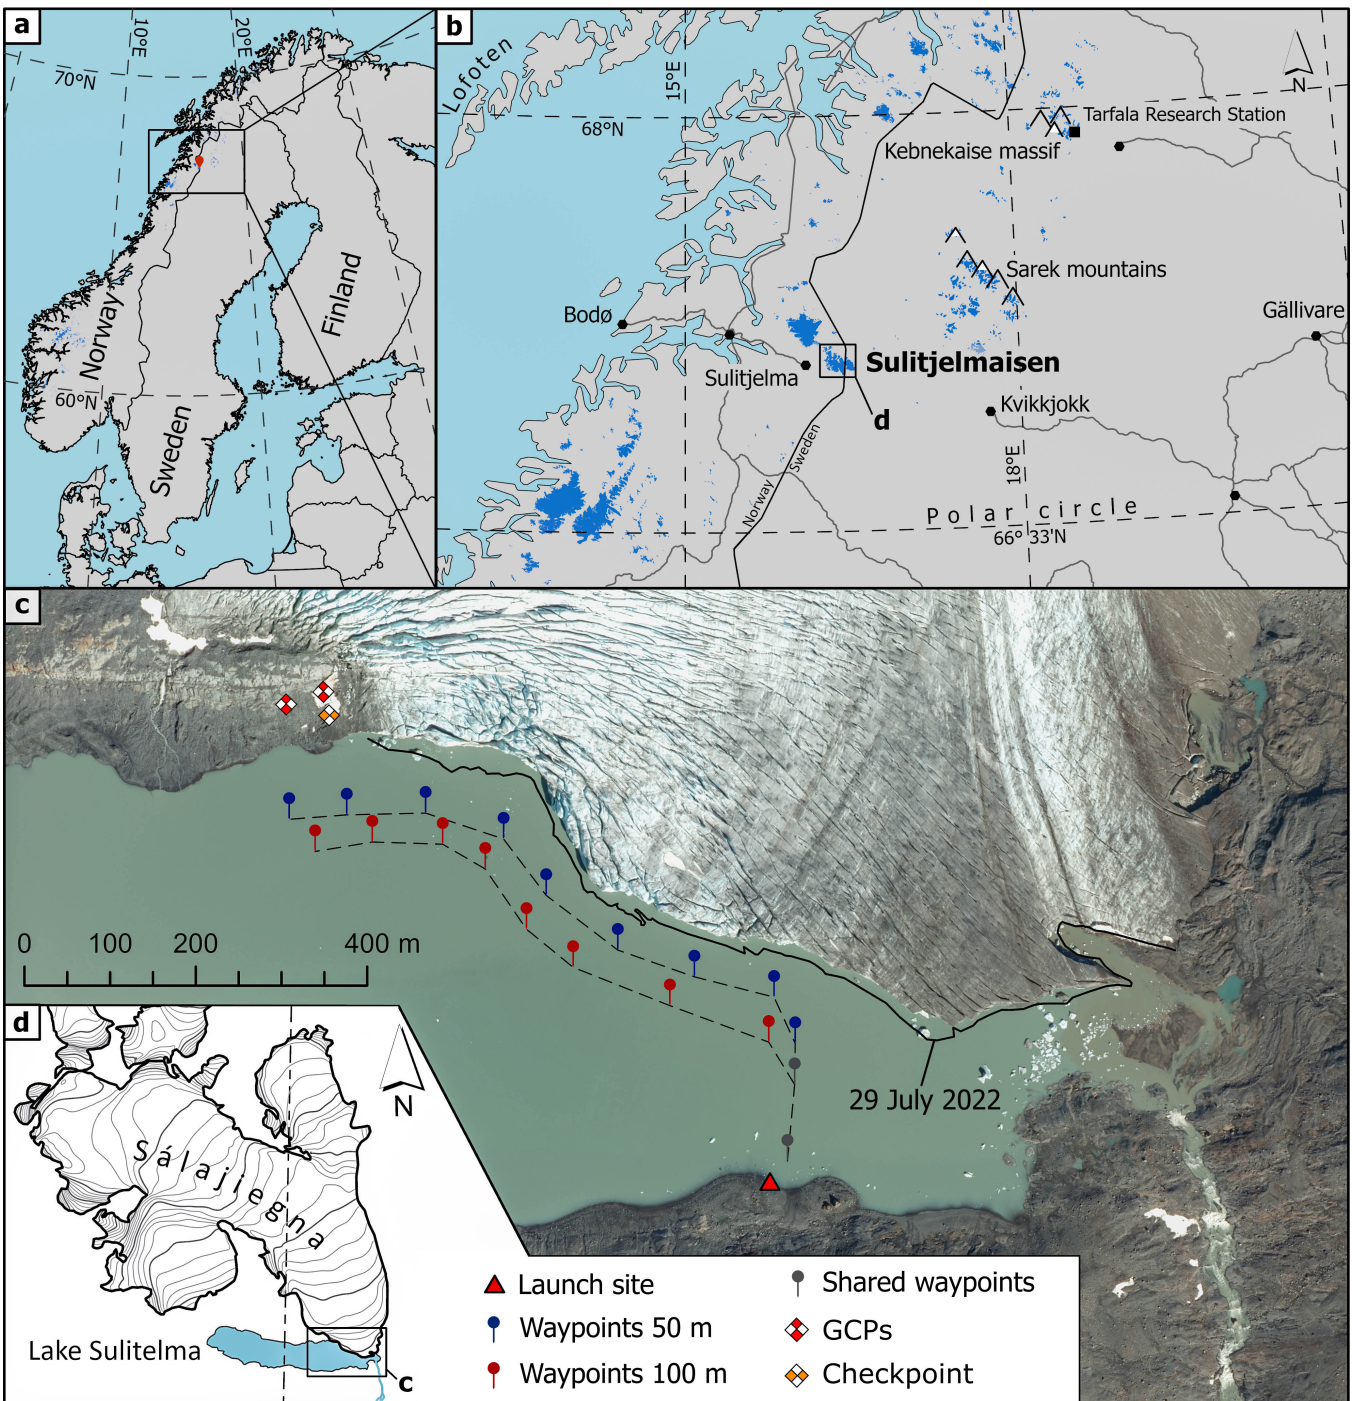 a
10°E
20°E
70°N
60°N
Norway
Sweden
Finland
b
Lofoten
15°E
68°N
N
Tarfala Research Station
Kebnekaise massif
Sarek mountains
Bodø
Gällivare
Sulitjelma
Sulitjelmaisen
d
Kvikkjokk
Norway
Sweden
18°E
Polar circle
66° 33'N
c
0 100 200 400 m
29 July 2022
d
N
Sálajiegna
Lake Sulitelma
c
Launch site
Waypoints 50 m
Waypoints 100 m
Shared waypoints
GCPs
Checkpoint